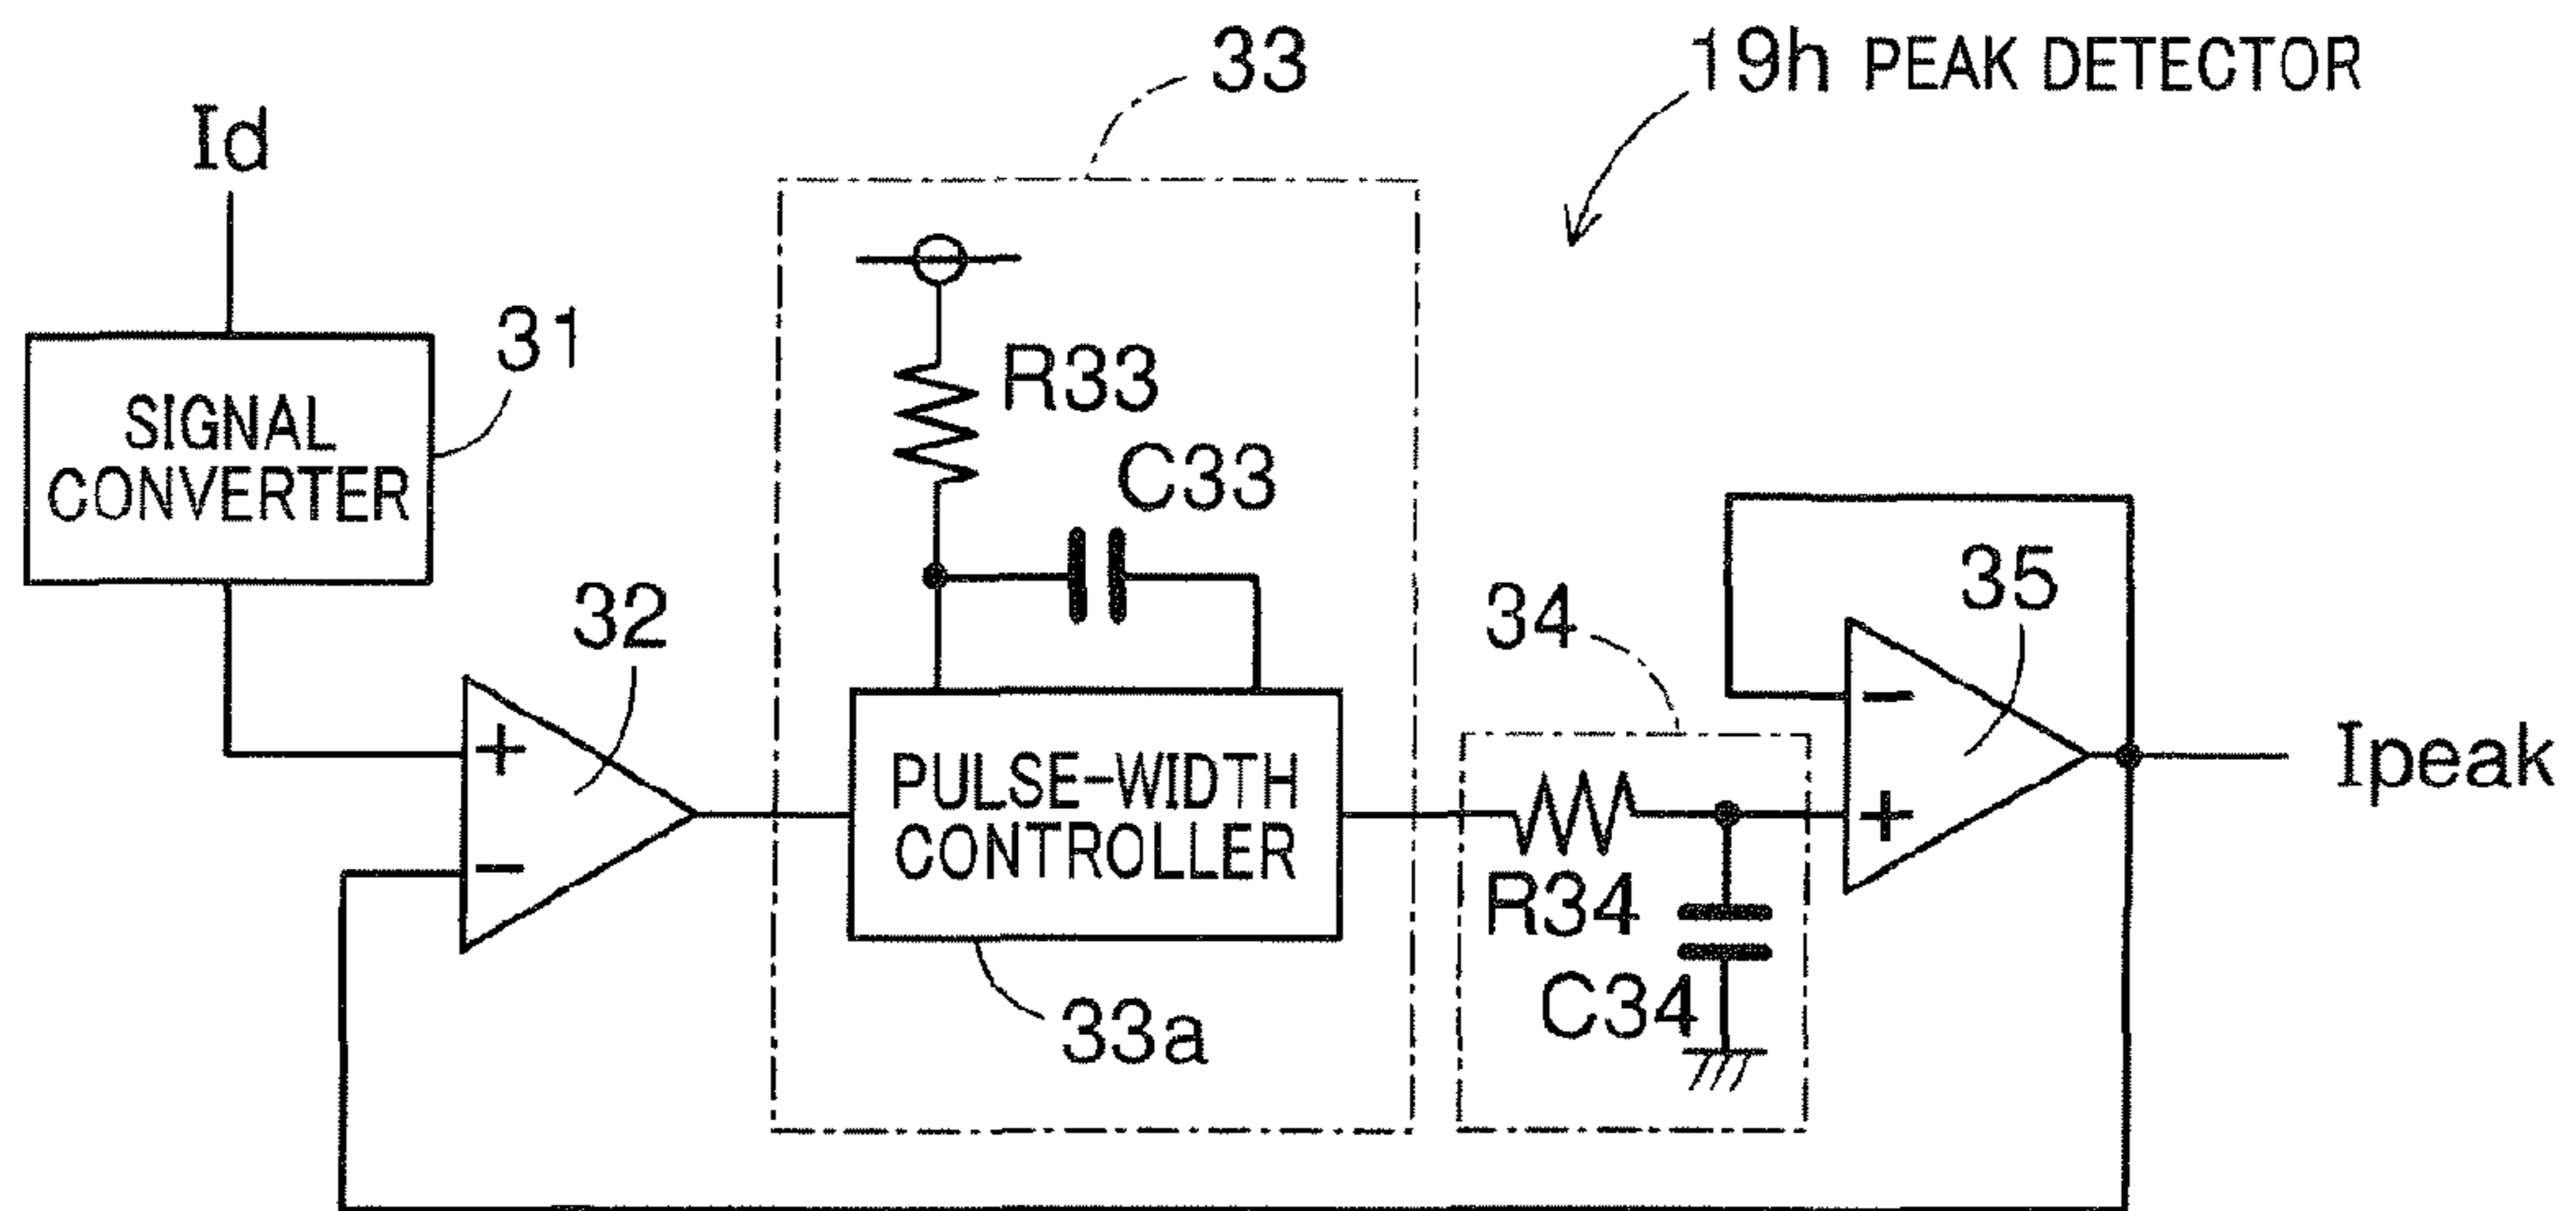 33
19h PEAK DETECTOR
Id
31
SIGNAL
CONVERTER
R33
C33
32
34
35
+
-
PULSE-WIDTH
CONTROLLER
-
+
Ipeak
R34
C34
33a